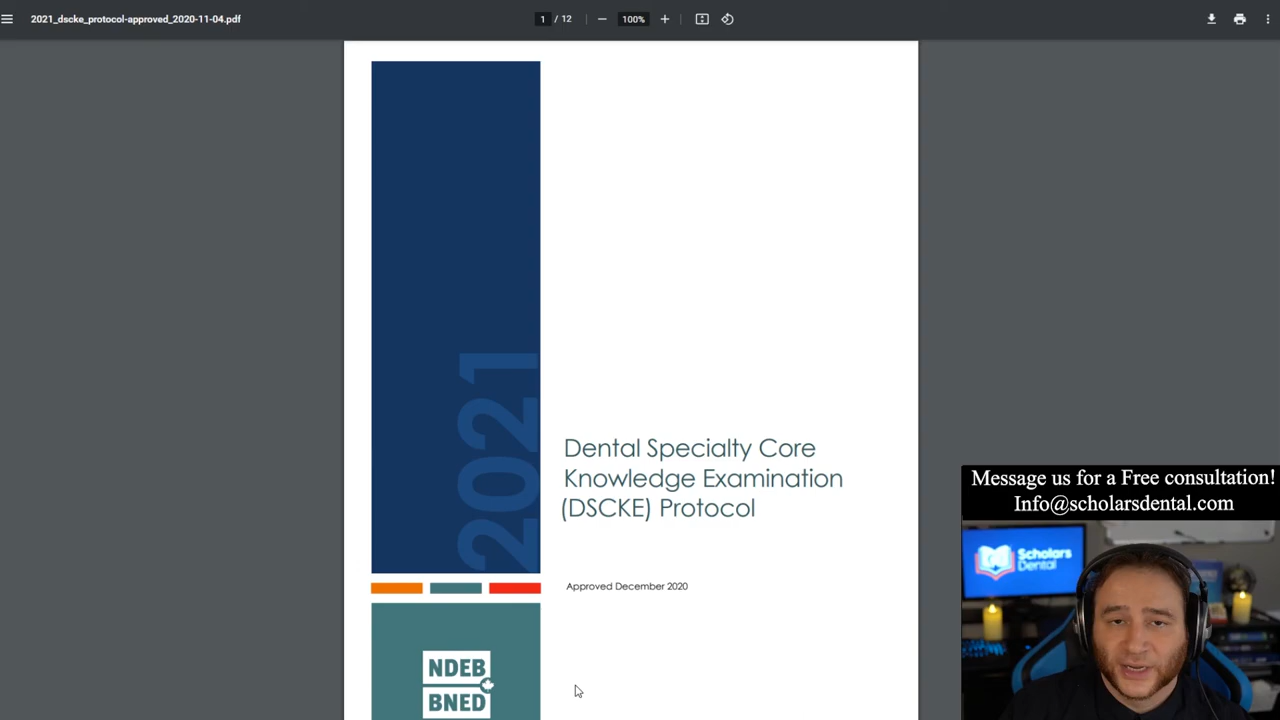 2021_dscke_protocol-approved_2020-11-04.pdf
1 / 12
100%
2021
Dental Specialty Core
Knowledge Examination
(DSCKE) Protocol
Approved December 2020
NDEB
BNED
Message us for a Free consultation!
Info@scholarsdental.com
Scholars
Dental